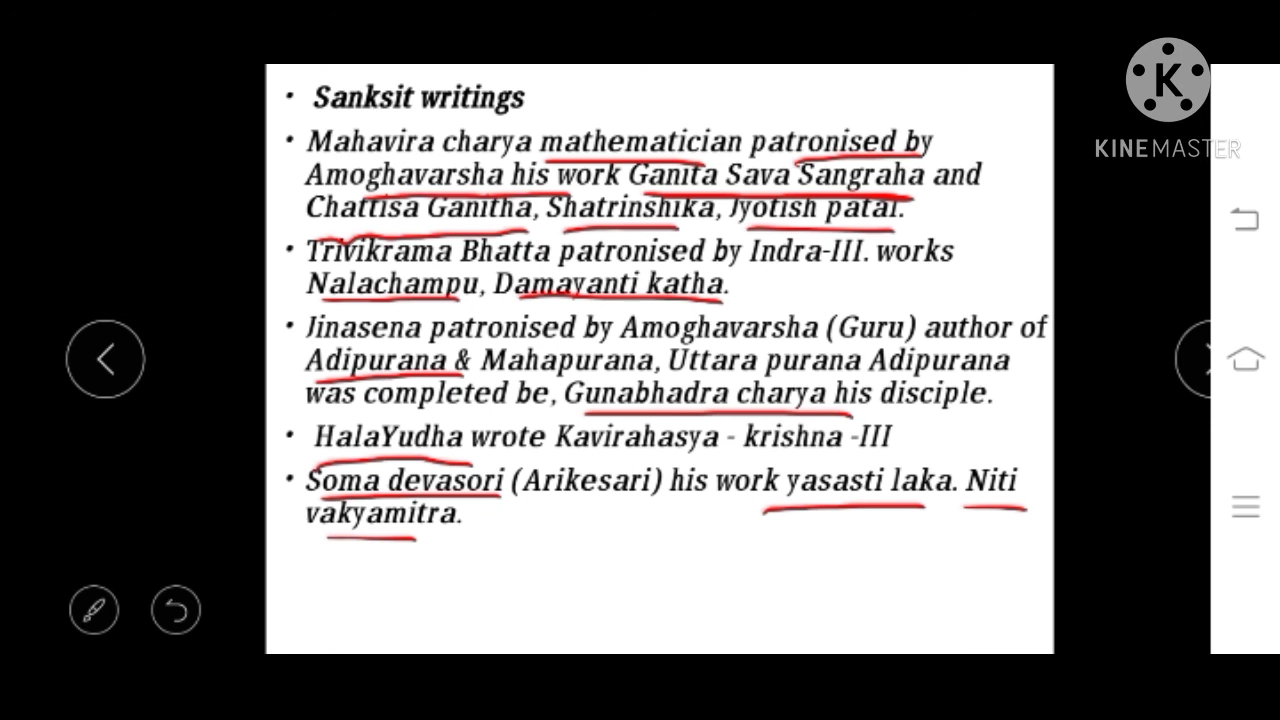 • Sanksit writings
• Mahavira charya mathematician patronised by
Amoghavarsha his work Ganita Sava Sangraha and
Chattisa Ganitha, Shatrinshika, Jyotish patal.
• Trivikrama Bhatta patronised by Indra-III. works
Nalachampu, Damayanti katha.
• Jinasena patronised by Amoghavarsha (Guru) author of
Adipurana & Mahapurana, Uttara purana Adipurana
was completed be, Gunabhadra charya his disciple.
• HalaYudha wrote Kavirahasya - krishna -III
• Soma devasori (Arikesari) his work yasasti laka. Niti
vakyamitra.
K
KINEMASTER